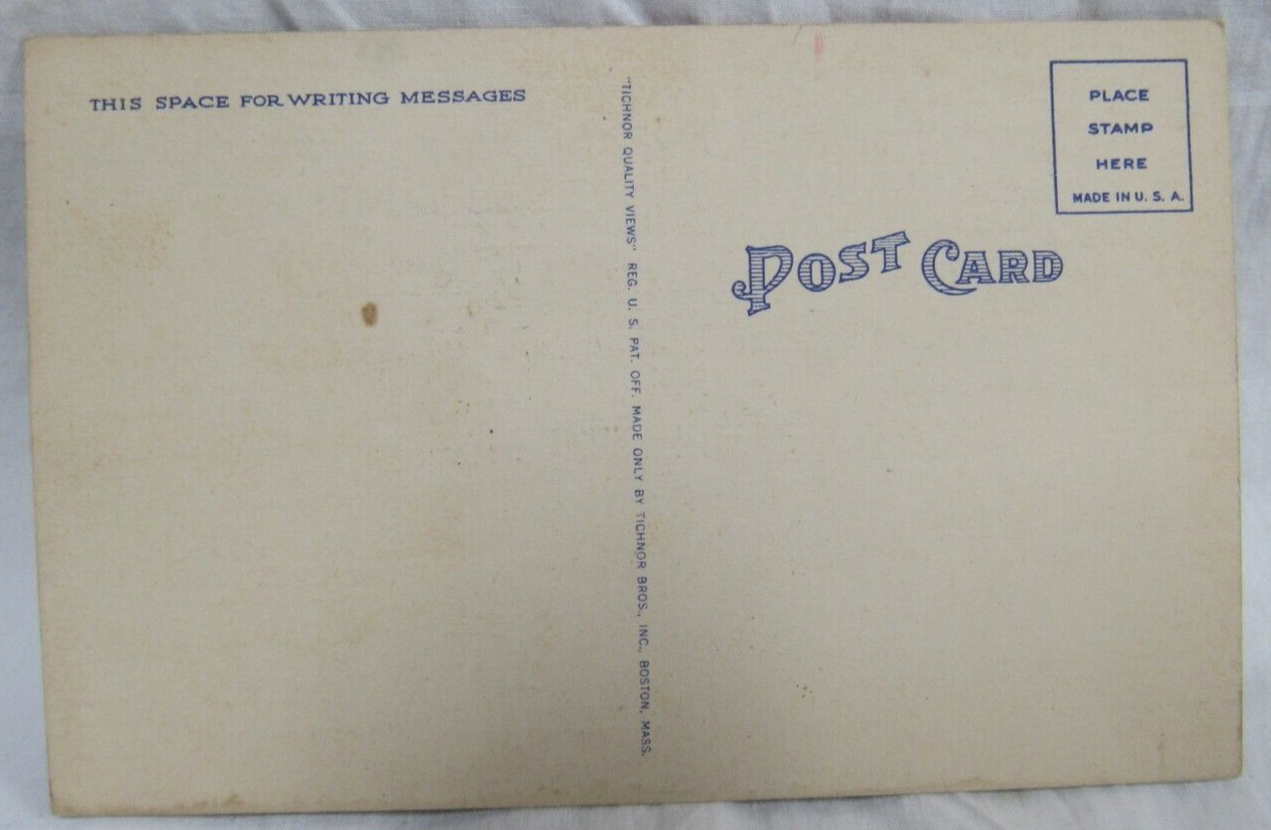 THIS SPACE FOR WRITING MESSAGES
"TICHNOR QUALITY VIEWS" REG. U. S. PAT. OFF. MADE ONLY BY TICHNOR BROS., INC., BOSTON, MASS.
PLACE
STAMP
HERE
MADE IN U. S. A.
POST CARD